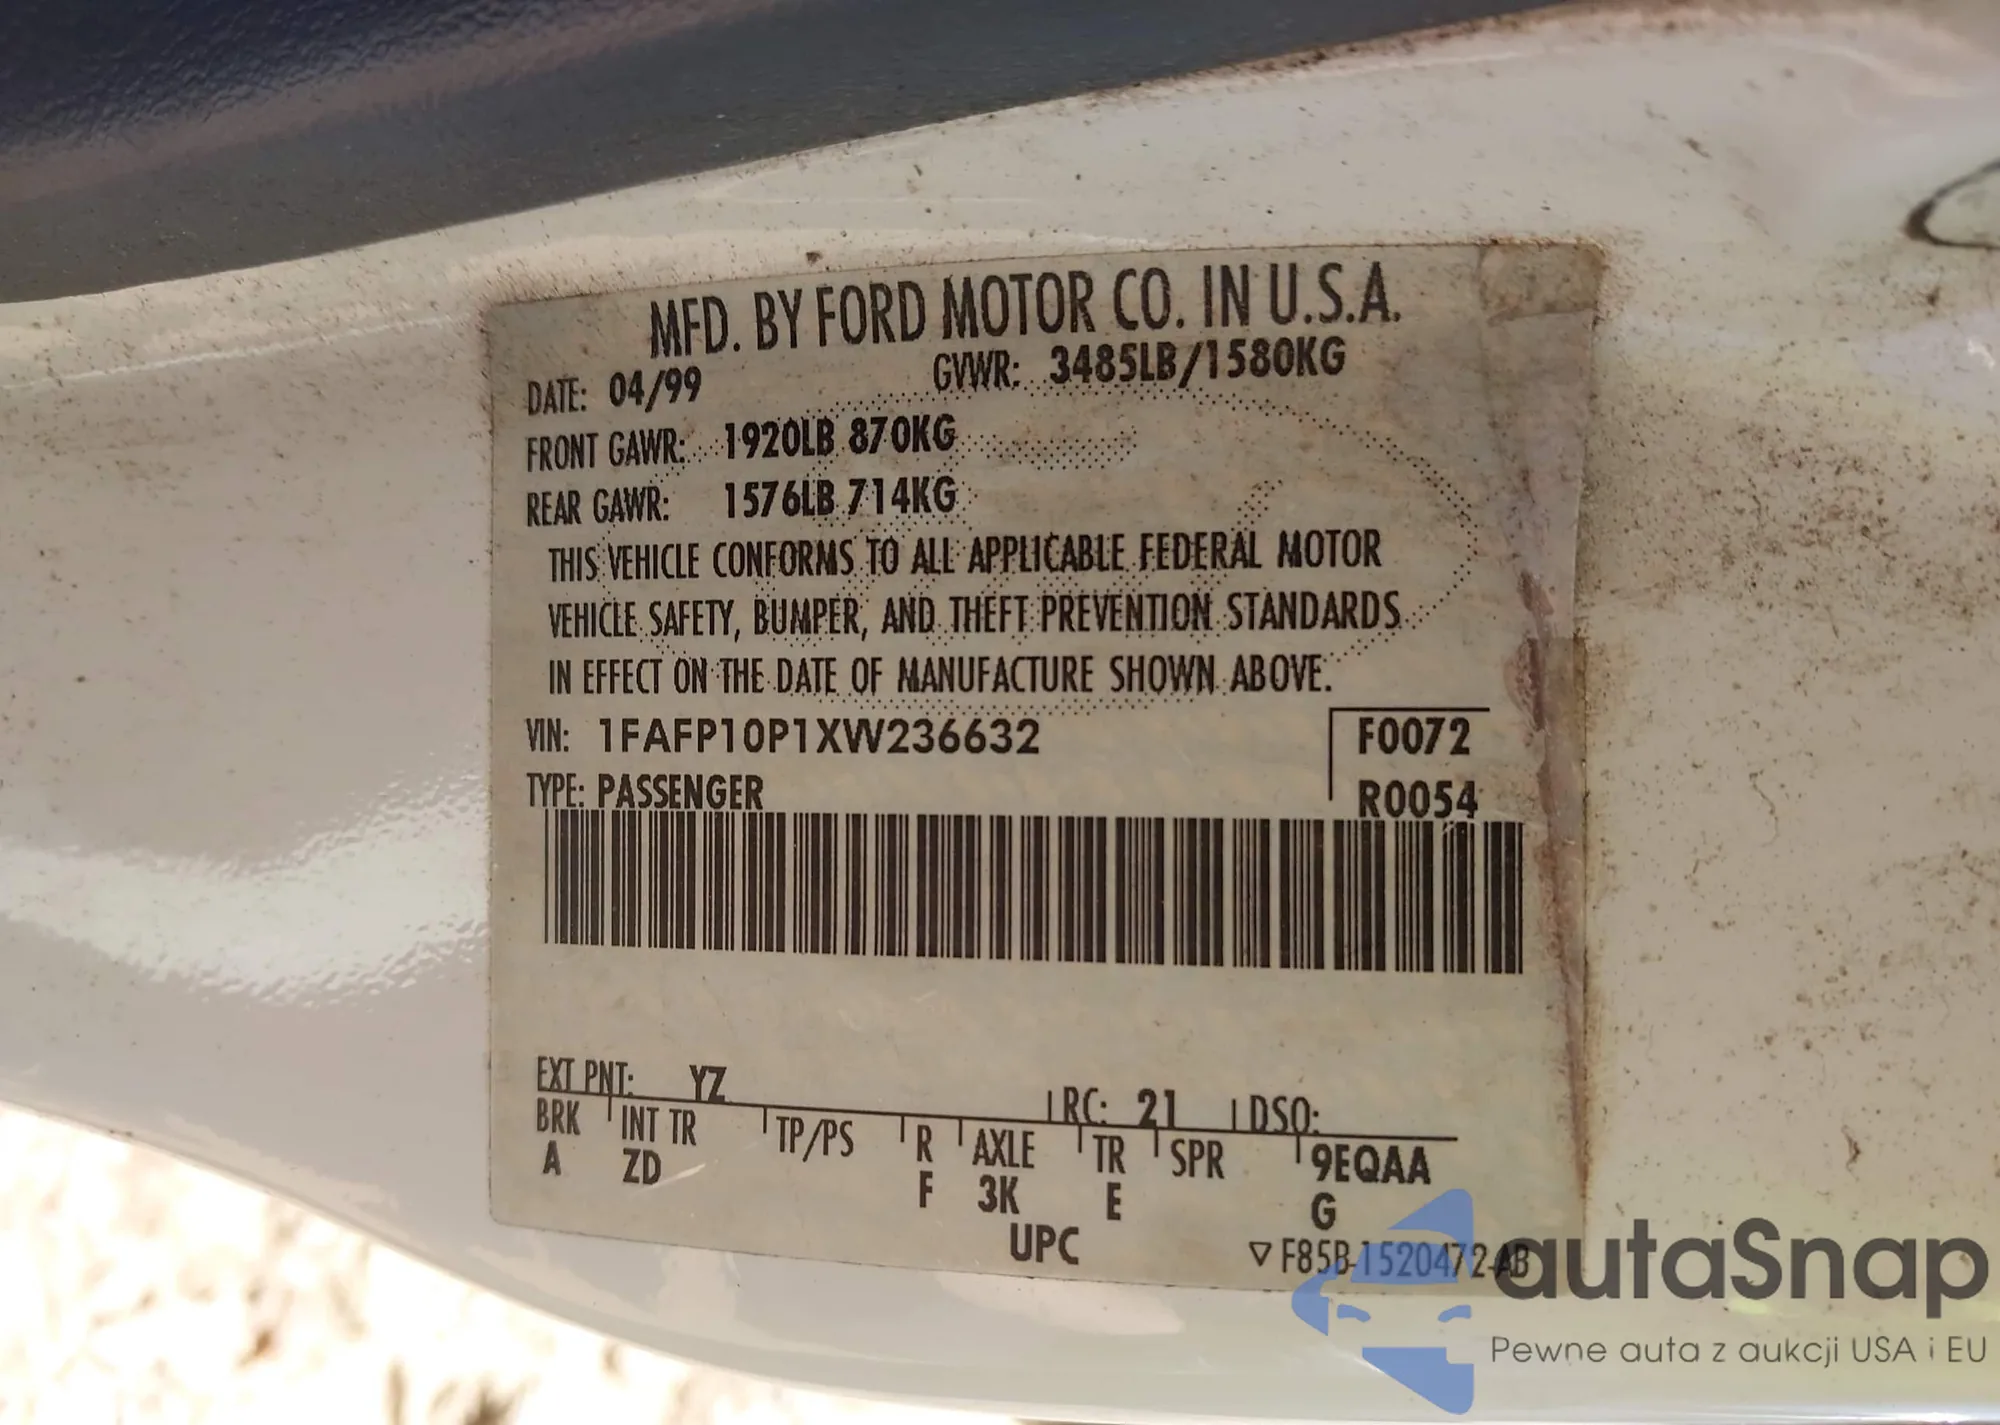 MFD. BY FORD MOTOR CO. IN U.S.A.
DATE: 04/99 GVWR: 3485LB/1580KG
FRONT GAWR: 1920LB 870KG
REAR GAWR: 1576LB 714KG
THIS VEHICLE CONFORMS TO ALL APPLICABLE FEDERAL MOTOR
VEHICLE SAFETY, BUMPER, AND THEFT PREVENTION STANDARDS
IN EFFECT ON THE DATE OF MANUFACTURE SHOWN ABOVE.
VIN: 1FAFP10P1XW236632 F0072
TYPE: PASSENGER R0054
EXT PNT: YZ RC: 21 DSO:
BRK INT TR TP/PS R AXLE TR SPR 9EQAA
A ZD F 3K E G
UPC ▽ F85B-1520472-AB
autaSnap
Pewne auta z aukcji USA i EU